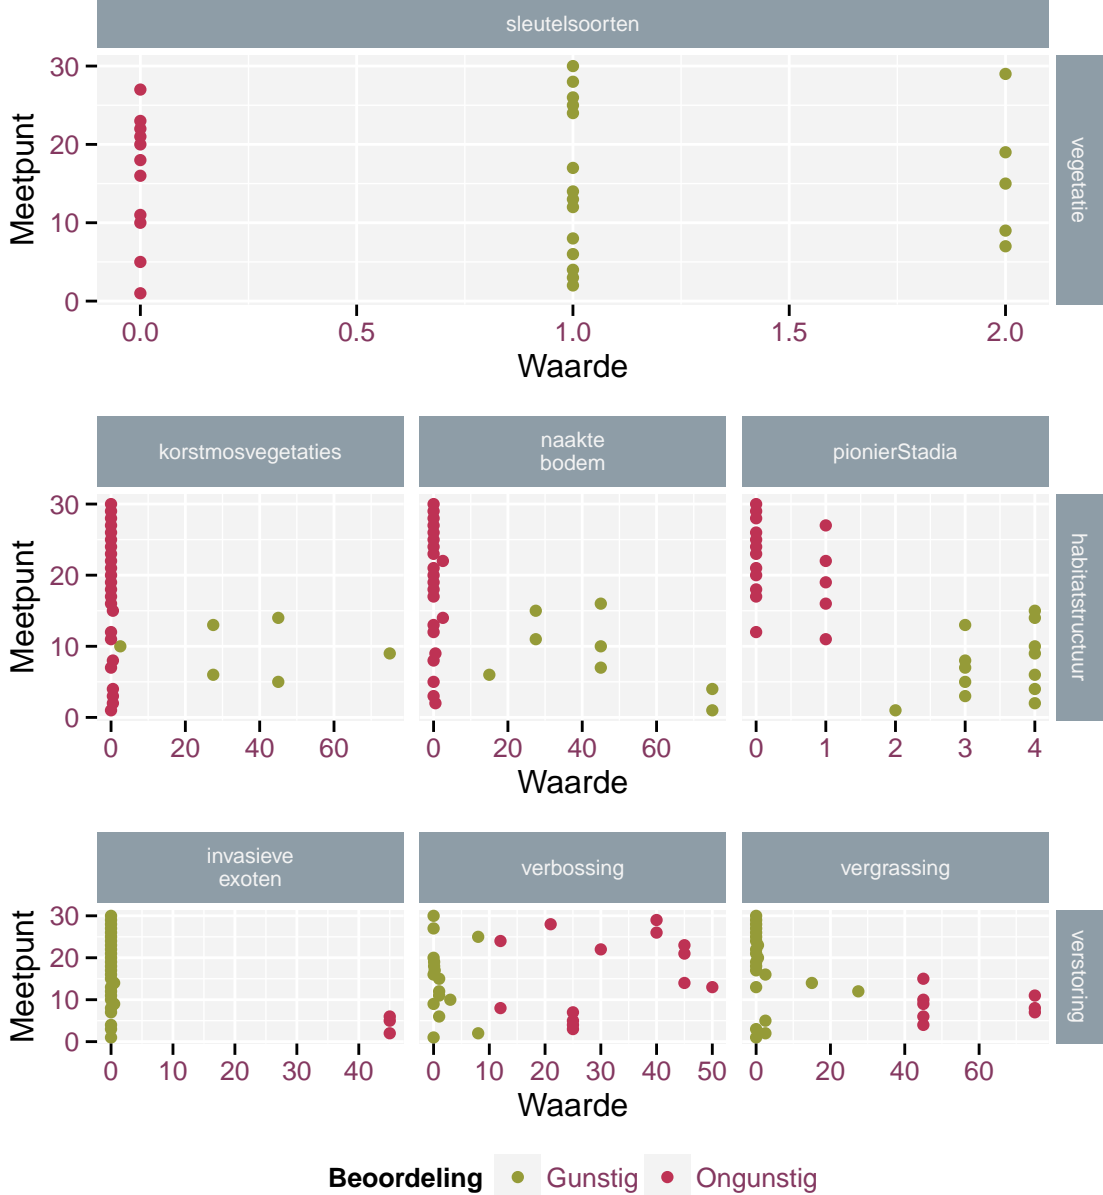 sleutelsoorten
30
20
10
0
Meetpunt
vegetatie
0.0 0.5 1.0 1.5 2.0
Waarde
korstmosvegetaties
naakte
bodem
pionierStadia
30
20
10
0
Meetpunt
habitatstructuur
0 20 40 60
0 20 40 60
0 1 2 3 4
Waarde
invasieve
exoten
verbossing
vergrassing
30
20
10
0
Meetpunt
verstoring
0 10 20 30 40
0 10 20 30 40 50
0 20 40 60
Waarde
Beoordeling Gunstig Ongunstig